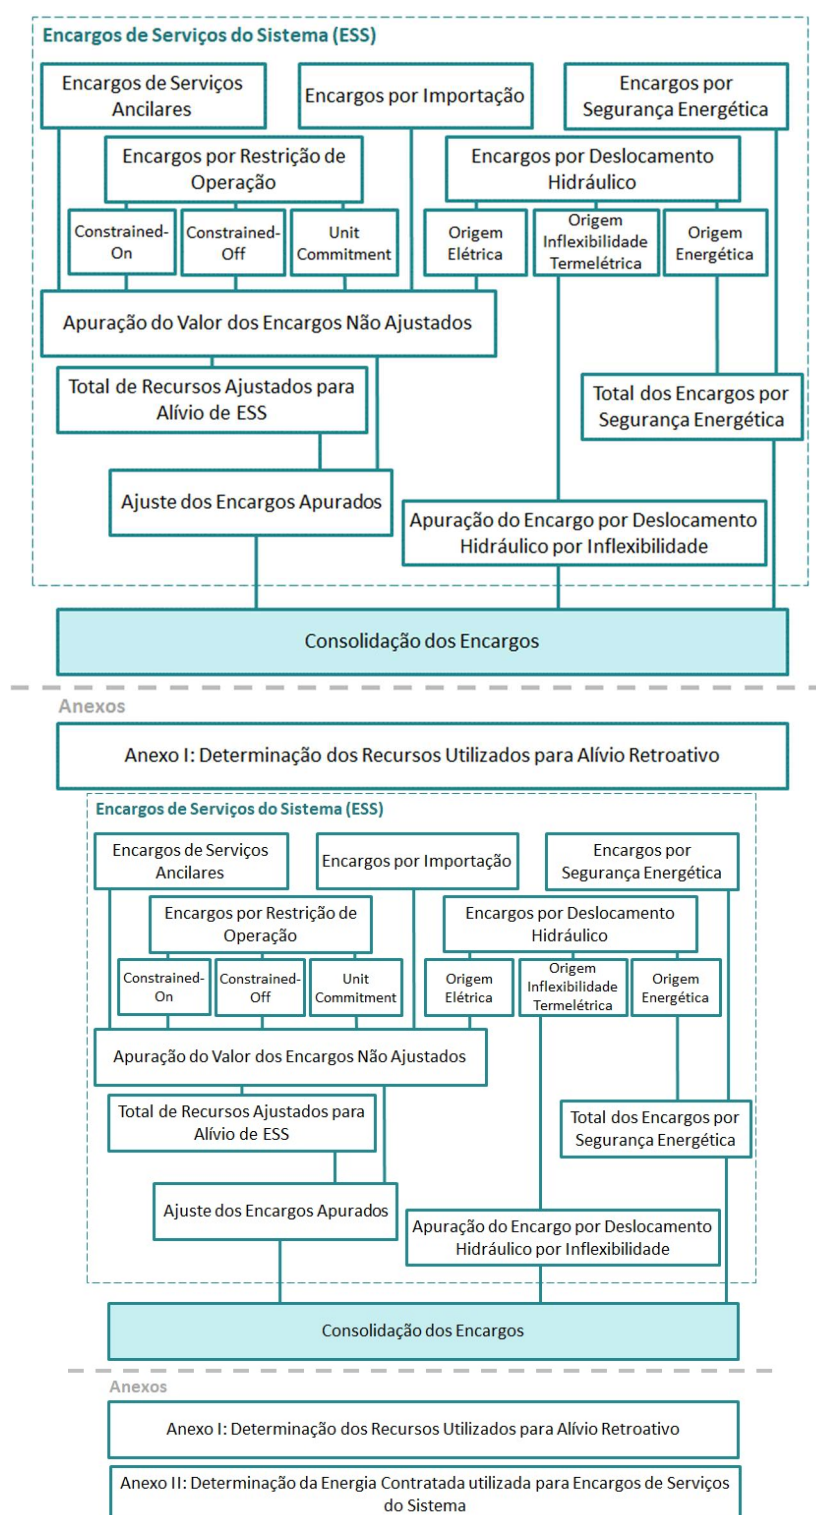 Encargos de Serviços do Sistema (ESS)
Encargos de Serviços
Ancilares
Encargos por Importação
Encargos por
Segurança Energética
Encargos por Restrição de
Operação
Encargos por Deslocamento
Hidráulico
Constrained-
On
Constrained-
Off
Unit
Commitment
Origem
Elétrica
Origem
Inflexibilidade
Termelétrica
Origem
Energética
Apuração do Valor dos Encargos Não Ajustados
Total de Recursos Ajustados para
Alívio de ESS
Total dos Encargos por
Segurança Energética
Ajuste dos Encargos Apurados
Apuração do Encargo por Deslocamento
Hidráulico por Inflexibilidade
Consolidação dos Encargos
Anexos
Anexo I: Determinação dos Recursos Utilizados para Alívio Retroativo
Encargos de Serviços do Sistema (ESS)
Encargos de Serviços
Ancilares
Encargos por Importação
Encargos por
Segurança Energética
Encargos por Restrição de
Operação
Encargos por Deslocamento
Hidráulico
Constrained-
On
Constrained-
Off
Unit
Commitment
Origem
Elétrica
Origem
Inflexibilidade
Termelétrica
Origem
Energética
Apuração do Valor dos Encargos Não Ajustados
Total de Recursos Ajustados para
Alívio de ESS
Total dos Encargos por
Segurança Energética
Ajuste dos Encargos Apurados
Apuração do Encargo por Deslocamento
Hidráulico por Inflexibilidade
Consolidação dos Encargos
Anexos
Anexo I: Determinação dos Recursos Utilizados para Alívio Retroativo
Anexo II: Determinação da Energia Contratada utilizada para Encargos de Serviços
do Sistema